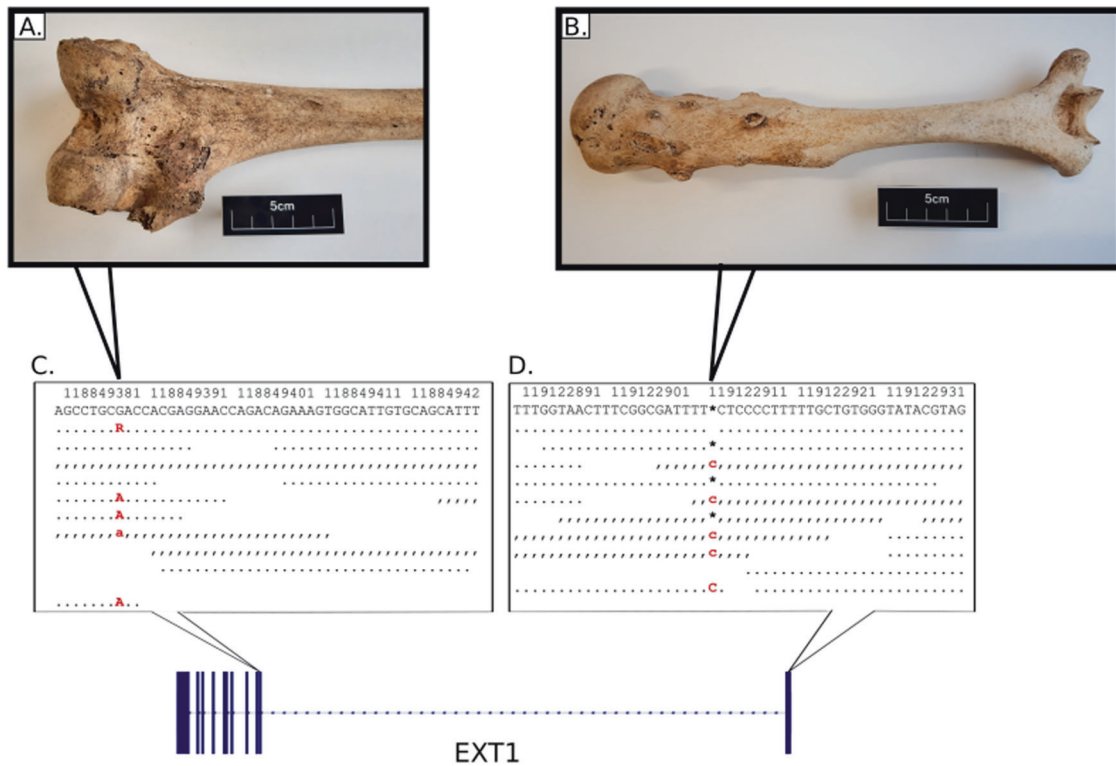 A.
5cm
B.
5cm
C.
118849381 118849391 118849401 118849411 11884942
AGCCTGCGACCACGAGGAACCAGACAGAAAGTGGCATTGTGCAGCATTT
R
A
A
a
A
D.
119122891 119122901 119122911 119122921 119122931
TTTGGTAACTTTCGGCGATTTT*CTCCCCTTTTTGCTGTGGGTATACGTAG
*
c
*
c
*
c
c
C
EXT1